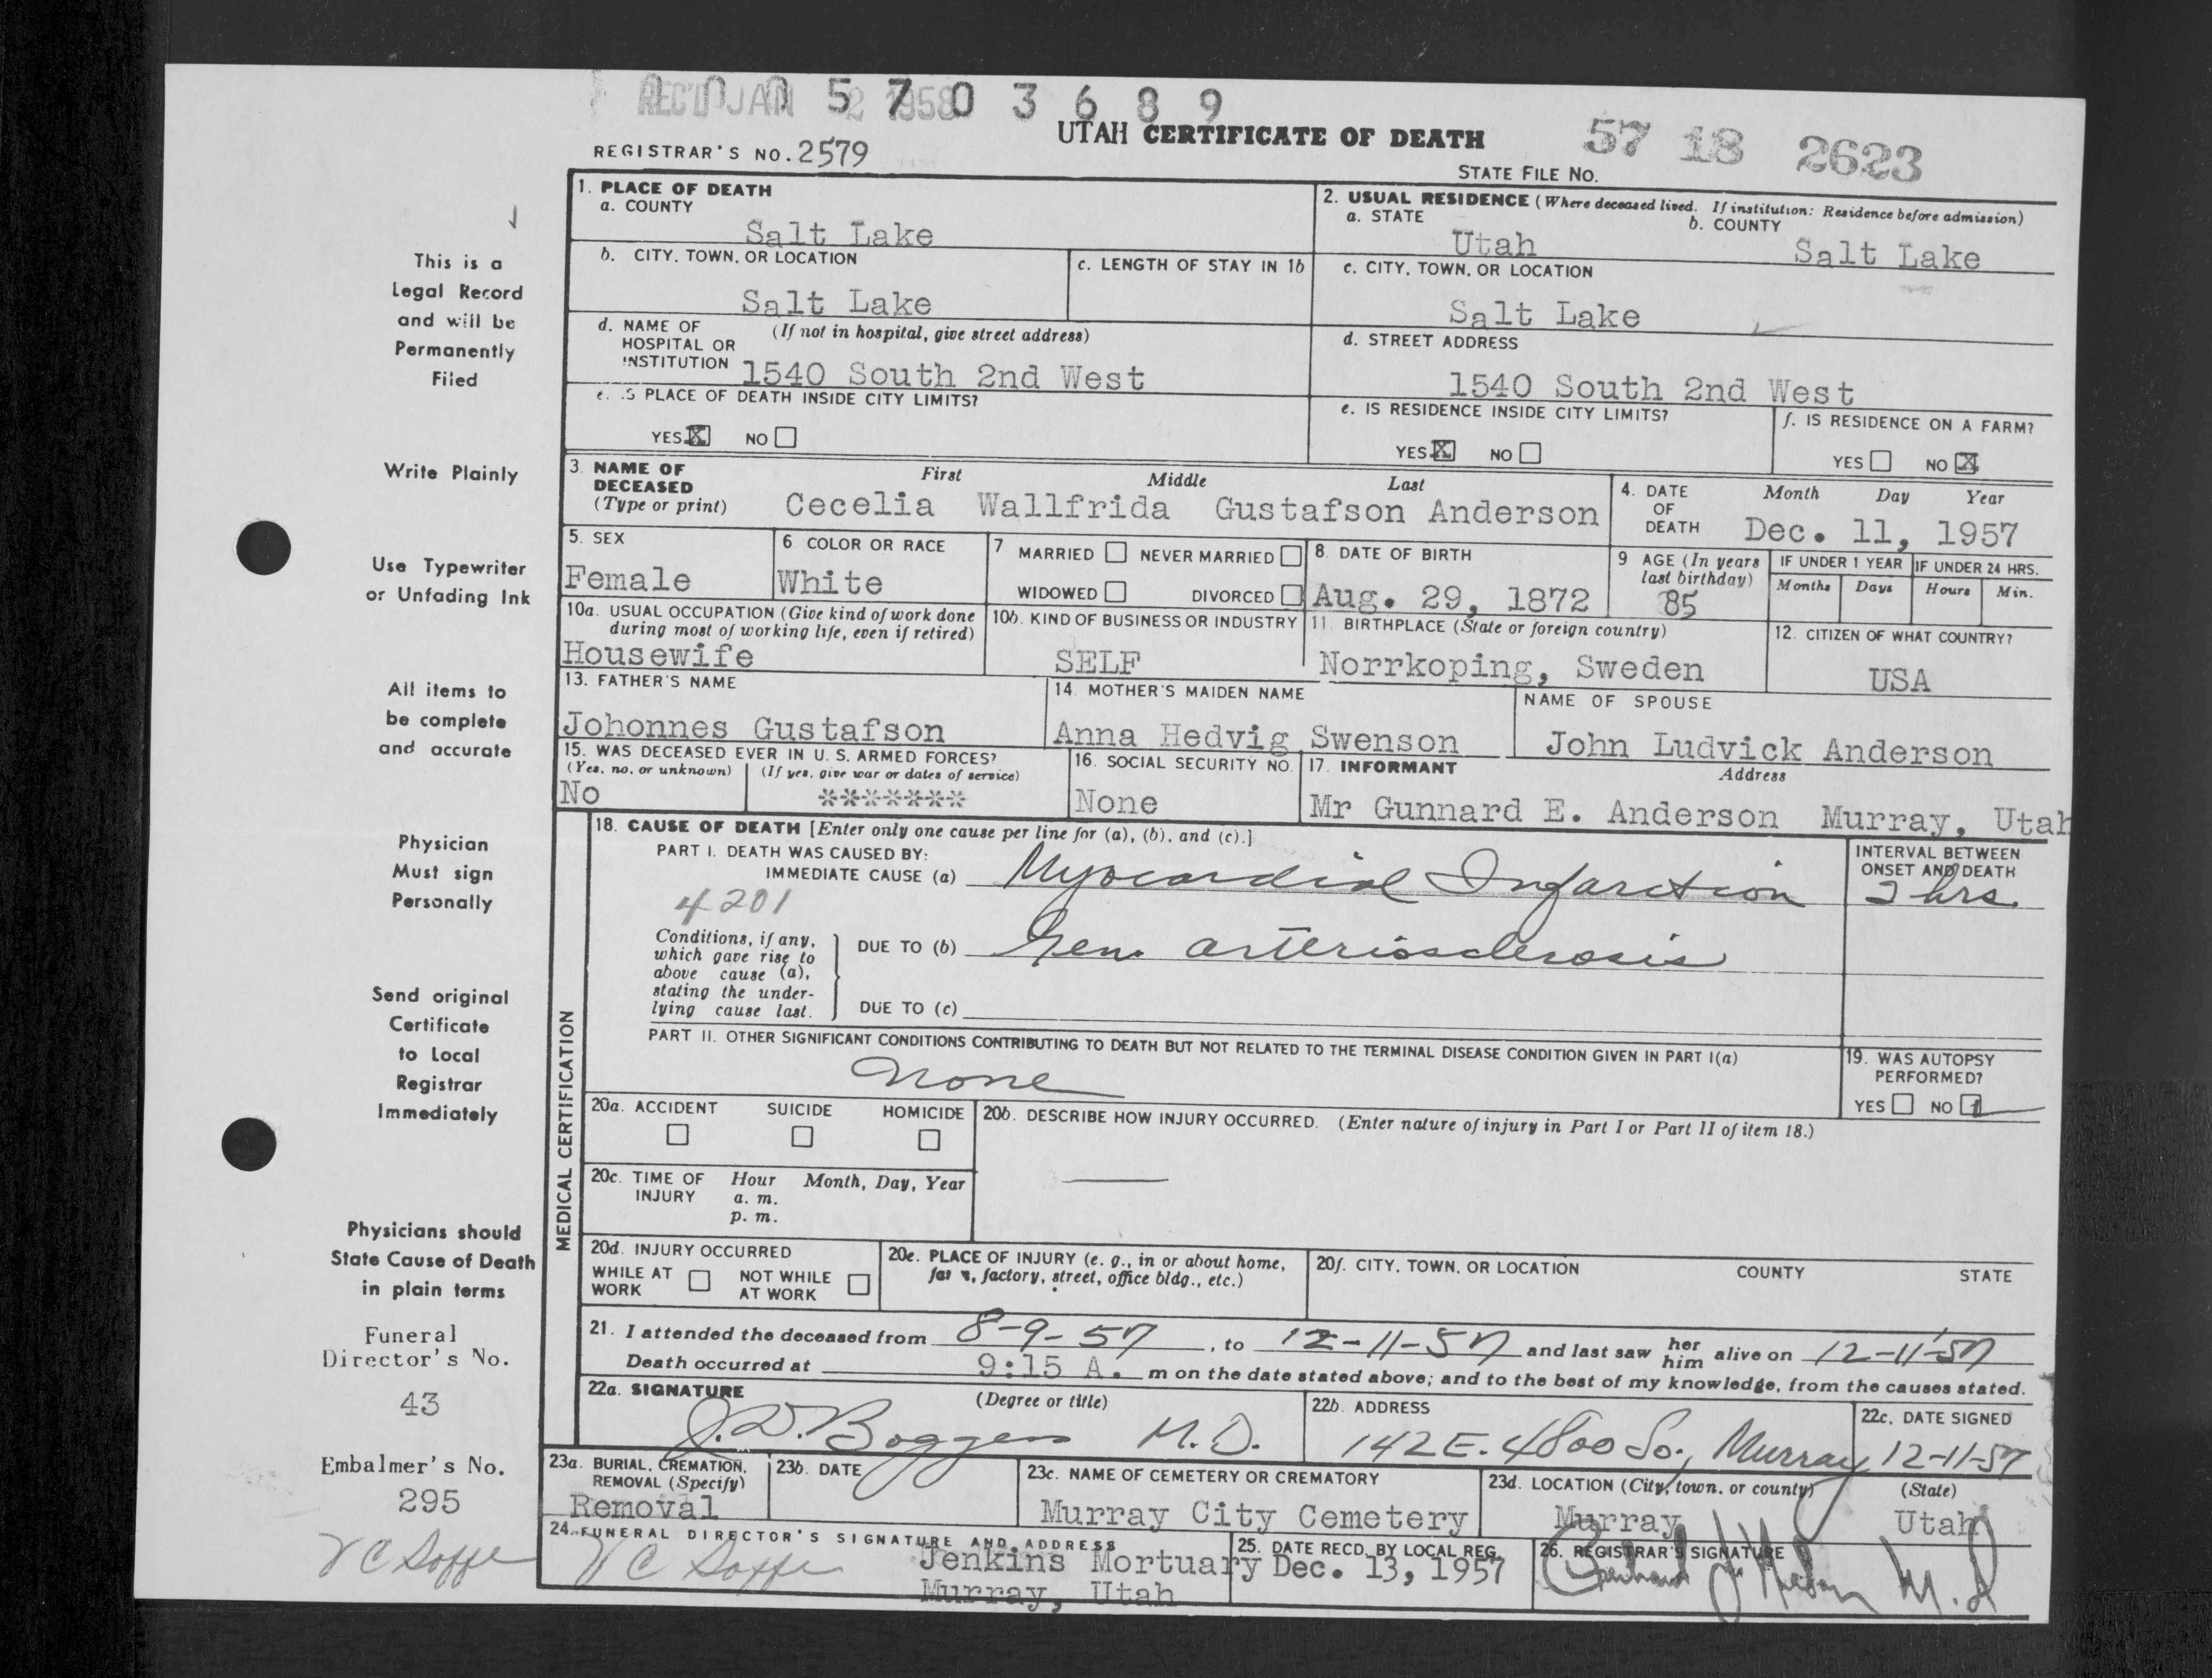 REC'D JAN 2 1958
5 7 0 3 6 8 9
UTAH CERTIFICATE OF DEATH
57 18 2623
REGISTRAR'S NO. 2579
STATE FILE NO.
1. PLACE OF DEATH
a. COUNTY
Salt Lake
2. USUAL RESIDENCE (Where deceased lived. If institution: Residence before admission)
a. STATE
Utah
b. COUNTY
Salt Lake
b. CITY, TOWN, OR LOCATION
Salt Lake
c. LENGTH OF STAY IN 1b
c. CITY, TOWN, OR LOCATION
Salt Lake
d. NAME OF HOSPITAL OR INSTITUTION
(If not in hospital, give street address)
1540 South 2nd West
d. STREET ADDRESS
1540 South 2nd West
e. IS PLACE OF DEATH INSIDE CITY LIMITS?
YES X NO
e. IS RESIDENCE INSIDE CITY LIMITS?
YES X NO
f. IS RESIDENCE ON A FARM?
YES NO X
3. NAME OF DECEASED (Type or print)
First Middle Last
Cecelia Wallfrida Gustafson Anderson
4. DATE OF DEATH
Month Day Year
Dec. 11, 1957
5. SEX
Female
6 COLOR OR RACE
White
7 MARRIED NEVER MARRIED
WIDOWED DIVORCED
8. DATE OF BIRTH
Aug. 29, 1872
9 AGE (In years last birthday)
85
IF UNDER 1 YEAR
Months Days
IF UNDER 24 HRS.
Hours Min.
10a. USUAL OCCUPATION (Give kind of work done during most of working life, even if retired)
Housewife
10b. KIND OF BUSINESS OR INDUSTRY
SELF
11. BIRTHPLACE (State or foreign country)
Norrkoping, Sweden
12. CITIZEN OF WHAT COUNTRY?
USA
13. FATHER'S NAME
Johonnes Gustafson
14. MOTHER'S MAIDEN NAME
Anna Hedvig Swenson
NAME OF SPOUSE
John Ludvick Anderson
15. WAS DECEASED EVER IN U. S. ARMED FORCES?
(Yes, no, or unknown) (If yes, give war or dates of service)
No *******
16. SOCIAL SECURITY NO.
None
17. INFORMANT Address
Mr Gunnard E. Anderson Murray, Utah
MEDICAL CERTIFICATION
18. CAUSE OF DEATH [Enter only one cause per line for (a), (b), and (c).]
PART I. DEATH WAS CAUSED BY:
IMMEDIATE CAUSE (a) Myocardial Infarction
INTERVAL BETWEEN ONSET AND DEATH
2 hrs.
4201
Conditions, if any, which gave rise to above cause (a), stating the underlying cause last.
DUE TO (b) Gen. arteriosclerosis
DUE TO (c)
PART II. OTHER SIGNIFICANT CONDITIONS CONTRIBUTING TO DEATH BUT NOT RELATED TO THE TERMINAL DISEASE CONDITION GIVEN IN PART I(a)
none
19. WAS AUTOPSY PERFORMED?
YES NO
20a. ACCIDENT SUICIDE HOMICIDE
20b. DESCRIBE HOW INJURY OCCURRED. (Enter nature of injury in Part I or Part II of item 18.)
20c. TIME OF INJURY
Hour Month, Day, Year
a. m.
p. m.
20d. INJURY OCCURRED
WHILE AT WORK NOT WHILE AT WORK
20e. PLACE OF INJURY (e. g., in or about home, farm, factory, street, office bldg., etc.)
20f. CITY, TOWN, OR LOCATION COUNTY STATE
21. I attended the deceased from 8-9-57, to 12-11-57 and last saw her him alive on 12-11-57
Death occurred at 9:15 A. m on the date stated above; and to the best of my knowledge, from the causes stated.
22a. SIGNATURE (Degree or title)
J.W. Boggess M.D.
22b. ADDRESS
142 E. 4800 So., Murray
22c. DATE SIGNED
12-11-57
23a. BURIAL, CREMATION, REMOVAL (Specify)
Removal
23b. DATE
23c. NAME OF CEMETERY OR CREMATORY
Murray City Cemetery
23d. LOCATION (City, town, or county) (State)
Murray Utah
24. FUNERAL DIRECTOR'S SIGNATURE AND ADDRESS
V C Soffe Jenkins Mortuary
Murray, Utah
25. DATE RECD. BY LOCAL REG.
Dec. 13, 1957
26. REGISTRAR'S SIGNATURE
M.D
This is a
Legal Record
and will be
Permanently
Filed
Write Plainly
Use Typewriter
or Unfading Ink
All items to
be complete
and accurate
Physician
Must sign
Personally
Send original
Certificate
to Local
Registrar
Immediately
Physicians should
State Cause of Death
in plain terms
Funeral
Director's No.
43
Embalmer's No.
295
V C Soffe